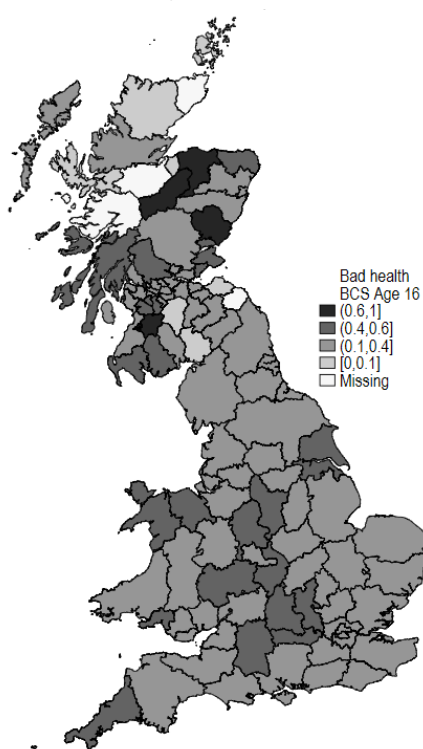 Bad health
BCS Age 16
(0.6,1]
(0.4,0.6]
(0.1,0.4]
[0,0.1]
Missing